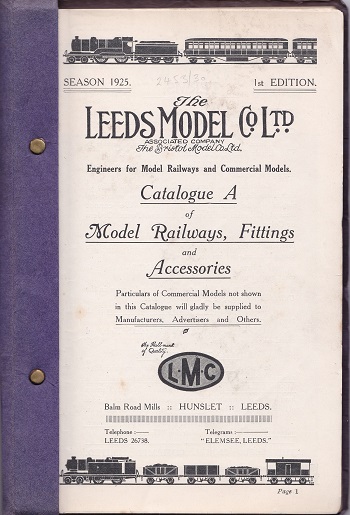 SEASON 1925.
2455/30
1st EDITION.
The
LEEDS MODEL Co LTD
ASSOCIATED COMPANY
The Bristol Model Co. Ltd.
Engineers for Model Railways and Commercial Models.
Catalogue A
of
Model Railways, Fittings
and
Accessories
Particulars of Commercial Models not shown
in this Catalogue will gladly be supplied to
Manufacturers, Advertisers and Others.
The Hall-mark
of Quality.
L·M·C
Balm Road Mills :: HUNSLET :: LEEDS.
Telephone :—
LEEDS 26738.
Telegrams :—
"ELEMSEE, LEEDS."
Page 1